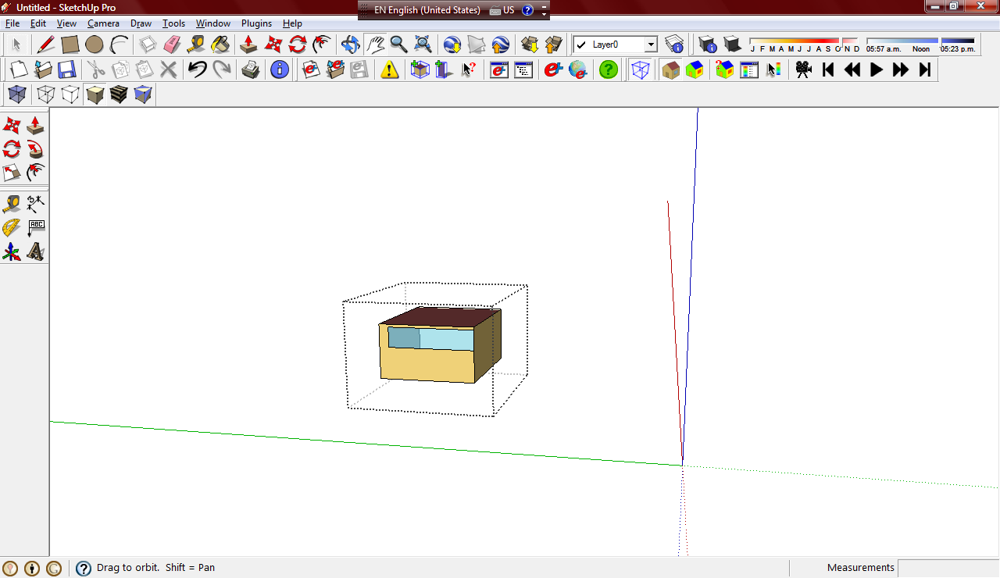 Untitled - SketchUp Pro
EN English (United States) US ?
File Edit View Camera Draw Tools Window Plugins Help
Layer0
J F M A M J J A S O N D 05:57 a.m. Noon 05:23 p.m.
ABC
Drag to orbit. Shift = Pan
Measurements